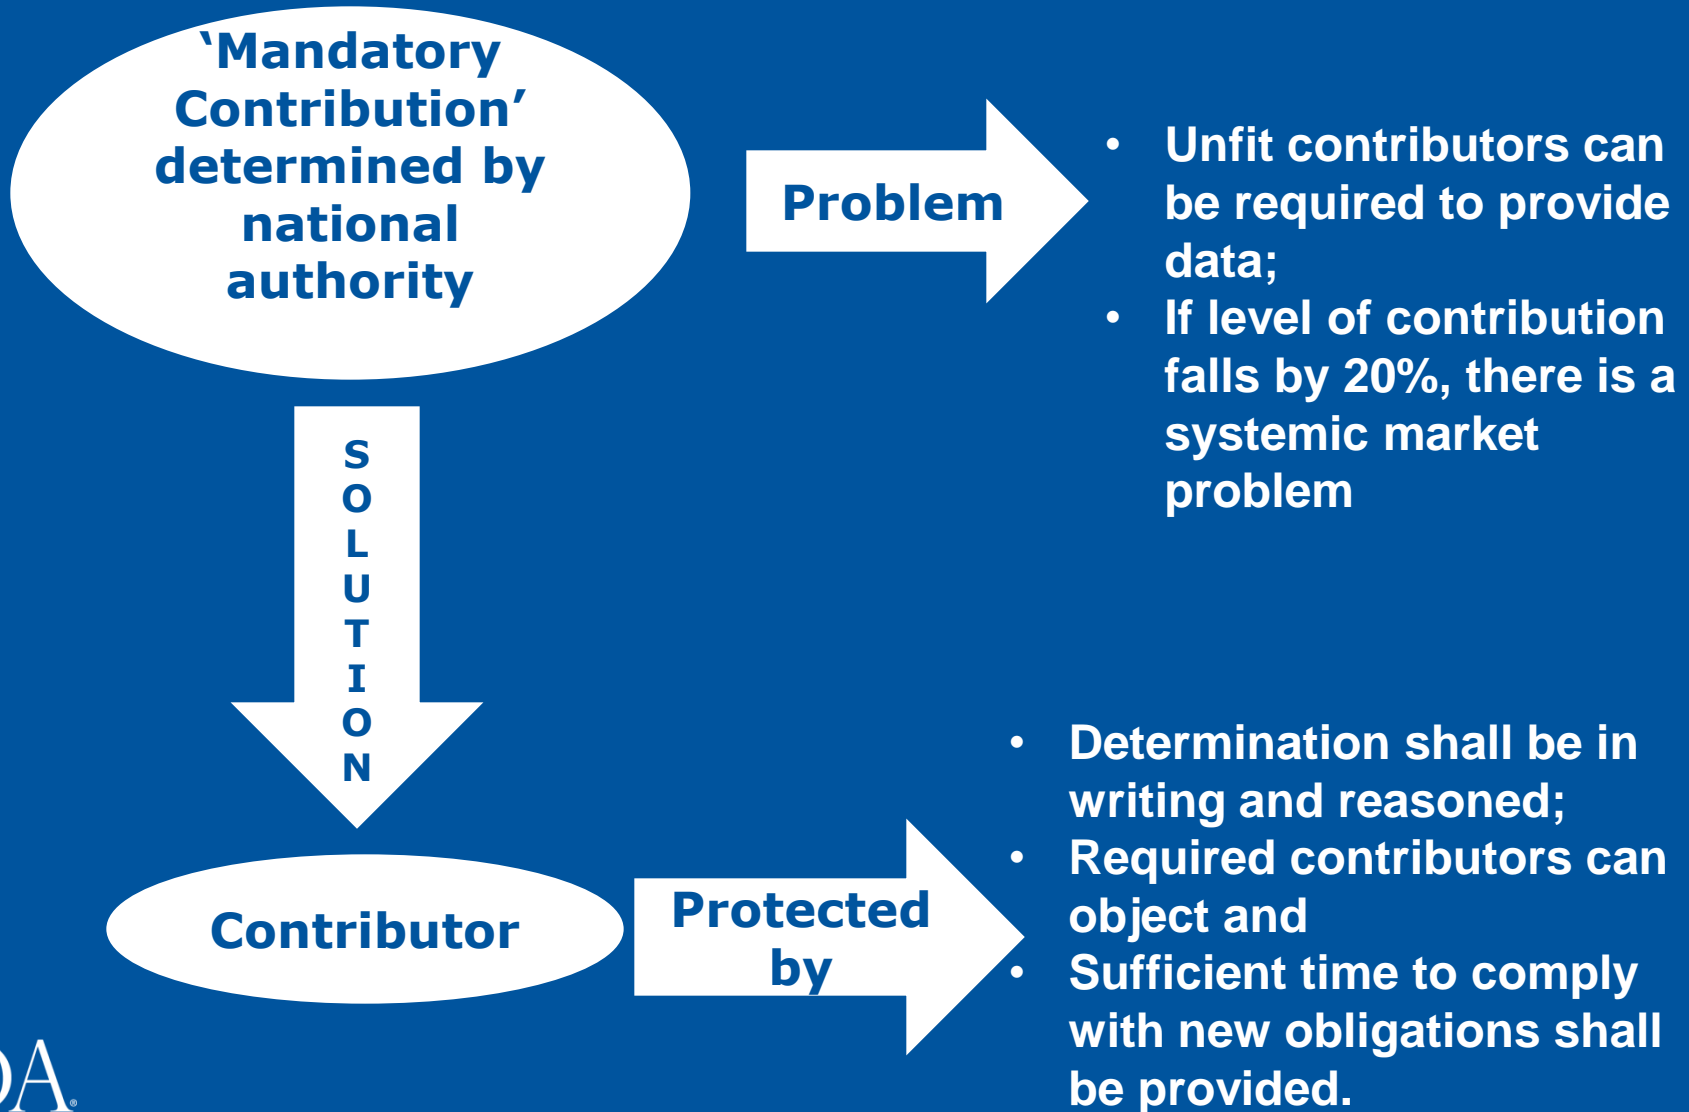 ‘Mandatory
Contribution’
determined by
national
authority
Problem
• Unfit contributors can
be required to provide
data;
• If level of contribution
falls by 20%, there is a
systemic market
problem
S
O
L
U
T
I
O
N
Contributor
Protected
by
• Determination shall be in
writing and reasoned;
• Required contributors can
object and
• Sufficient time to comply
with new obligations shall
be provided.